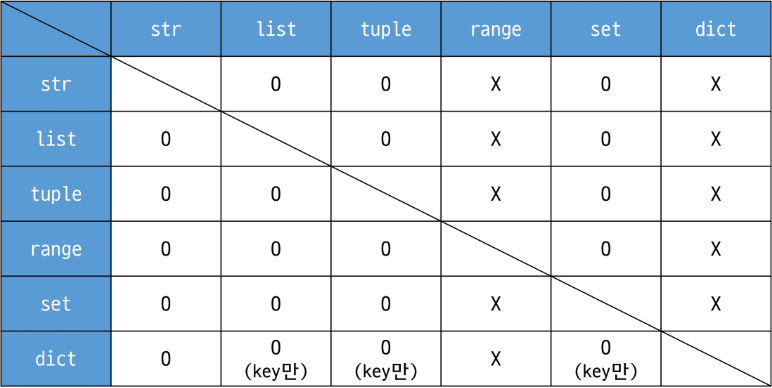 str list tuple range set dict
str O O X O X
list O O X O X
tuple O O X O X
range O O O O X
set O O O X X
dict O O (key만) O (key만) X O (key만)